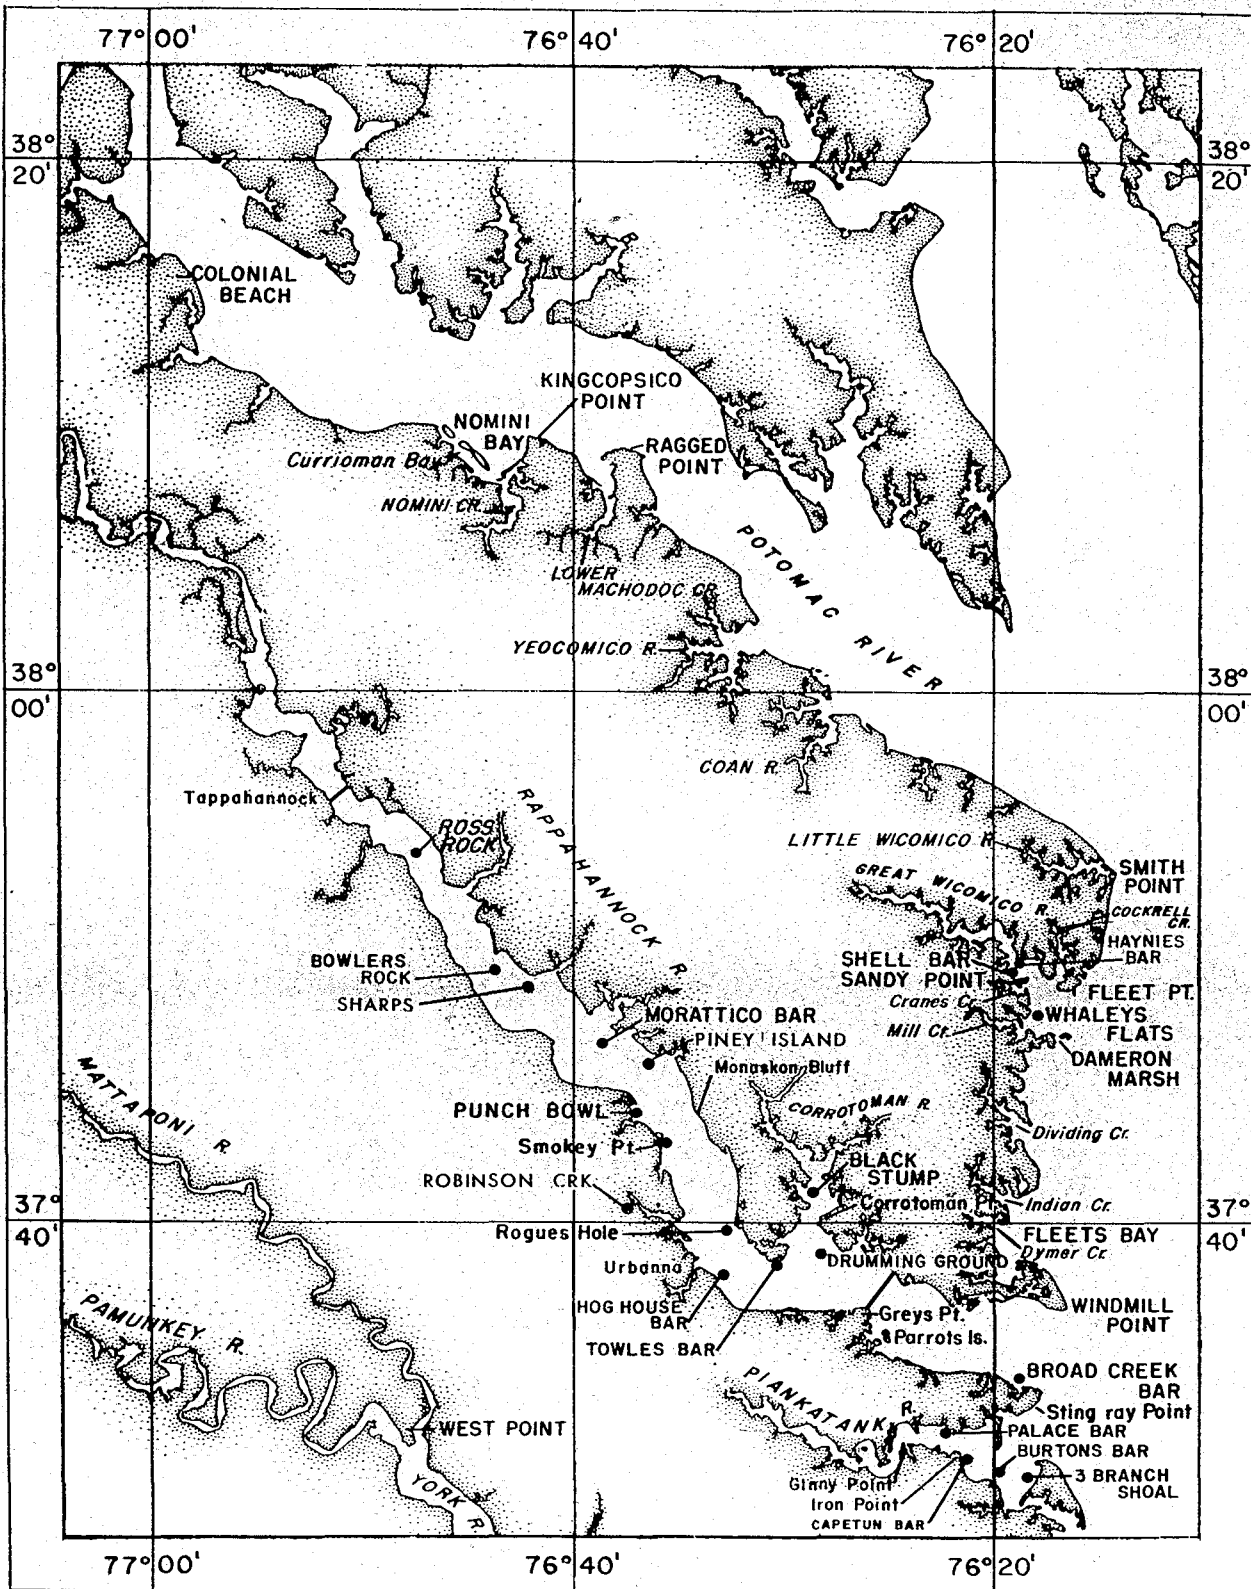 77°00'
76°40'
76°20'
38°
20'
38°
20'
COLONIAL
BEACH
KINGCOPSICO
POINT
NOMINI
BAY
Currioman Bay
RAGGED
POINT
NOMINI CR.
POTOMAC RIVER
LOWER
MACHODOC CR.
YEOCOMICO R.
38°
00'
38°
00'
COAN R.
Tappahannock
RAPPAHANNOCK R.
ROSS
ROCK
LITTLE WICOMICO R.
SMITH
POINT
GREAT WICOMICO R.
COCKRELL
CR.
HAYNIES
BAR
BOWLERS
ROCK
SHELL BAR
SANDY POINT
SHARPS
Cranes Cr.
FLEET PT.
MORATTICO BAR
Mill Cr.
WHALEYS
FLATS
PINEY ISLAND
DAMERON
MARSH
Monaskon Bluff
MATTAPONI R.
PUNCH BOWL
CORROTOMAN R.
Dividing Cr.
Smokey Pt.
BLACK
STUMP
ROBINSON CRK.
Corrotoman P
Indian Cr.
37°
40'
37°
40'
Rogues Hole
FLEETS BAY
Dymer Cr.
Urbanna
DRUMMING GROUND
PAMUNKEY R.
HOG HOUSE
BAR
Greys Pt.
WINDMILL
POINT
TOWLES BAR
& Parrots Is.
PIANKATANK R.
BROAD CREEK
BAR
Sting ray Point
WEST POINT
PALACE BAR
BURTONS BAR
YORK R.
Ginny Point
3 BRANCH
SHOAL
Iron Point
CAPETUN BAR
77°00'
76°40'
76°20'